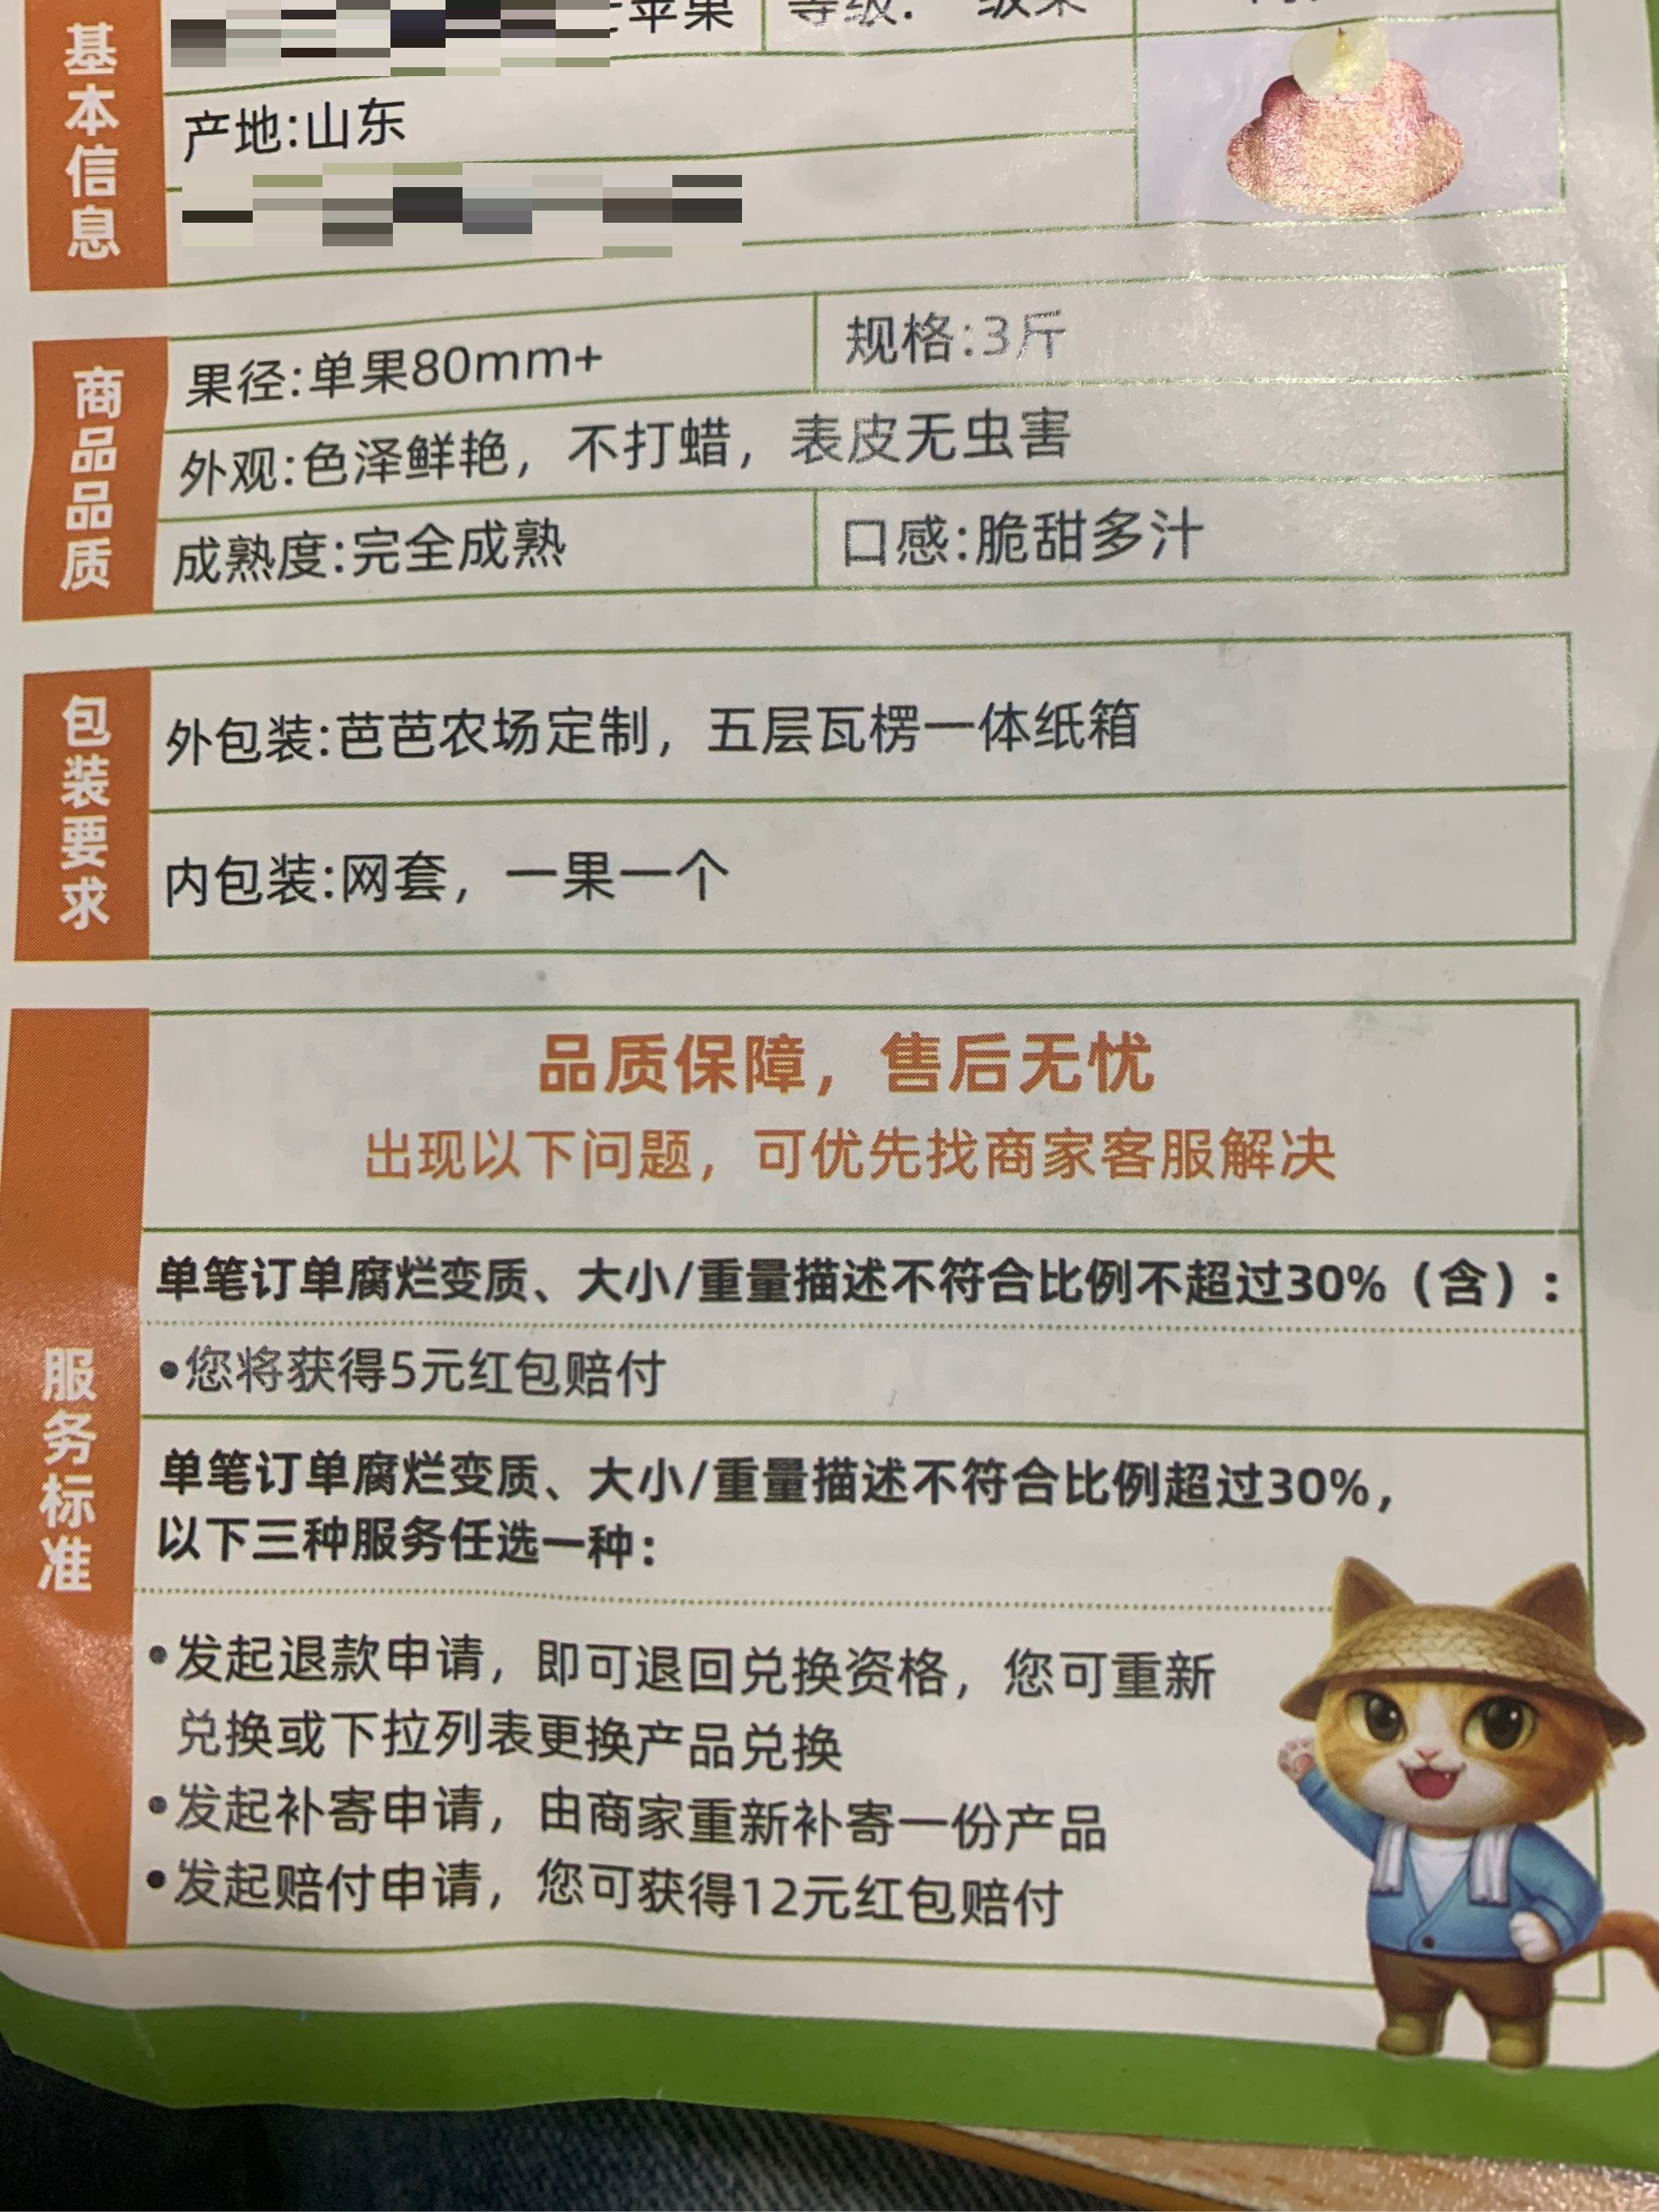 基本信息
苹果
产地:山东
商品品质
果径:单果80mm+
规格:3斤
外观:色泽鲜艳，不打蜡，表皮无虫害
成熟度:完全成熟
口感:脆甜多汁
包装要求
外包装:芭芭农场定制，五层瓦楞一体纸箱
内包装:网套，一果一个
服务标准
品质保障，售后无忧
出现以下问题，可优先找商家客服解决
单笔订单腐烂变质、大小/重量描述不符合比例不超过30%（含）:
•您将获得5元红包赔付
单笔订单腐烂变质、大小/重量描述不符合比例超过30%，
以下三种服务任选一种:
•发起退款申请，即可退回兑换资格，您可重新
兑换或下拉列表更换产品兑换
•发起补寄申请，由商家重新补寄一份产品
•发起赔付申请，您可获得12元红包赔付